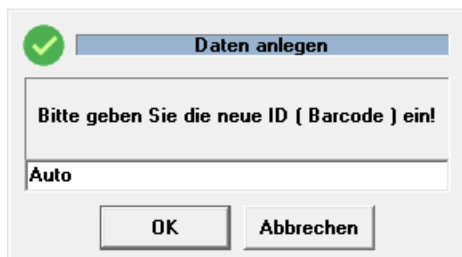 Daten anlegen
Bitte geben Sie die neue ID ( Barcode ) ein!
Auto
OK Abbrechen